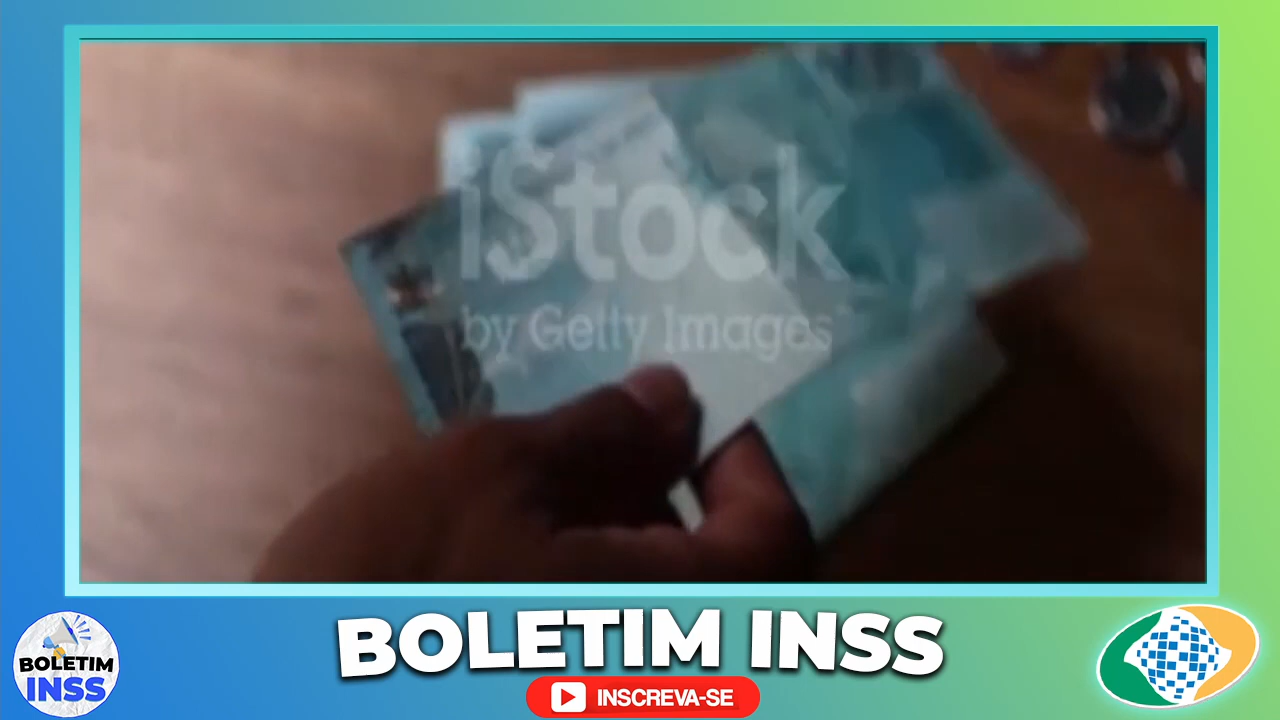 iStock
by Getty Images
BOLETIM INSS
BOLETIM
INSS
INSCREVA-SE